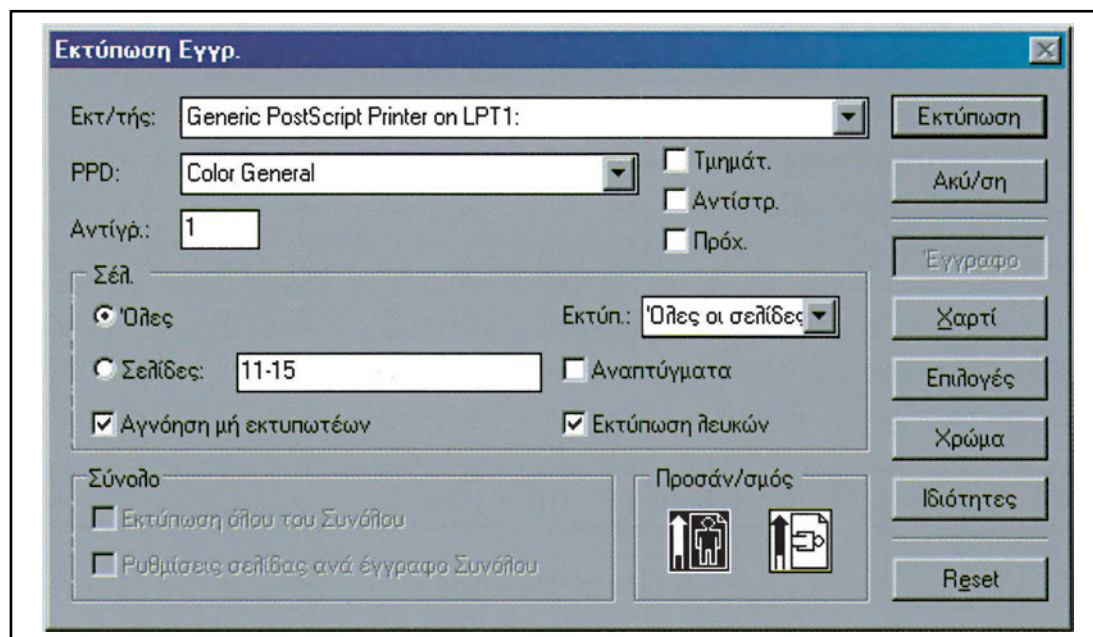 Εκτύπωση Εγγρ.
Εκτ/τής: Generic PostScript Printer on LPT1:
Εκτύπωση
PPD: Color General
Τμημάτ.
Ακύ/ση
Αντίστρ.
Αντίγρ.: 1
Πρόχ.
Έγγραφο
Σέλ.
Όλες
Εκτύπ.: Όλες οι σελίδες
Χαρτί
Σελίδες: 11-15
Αναπτύγματα
Επιλογές
Αγνόηση μή εκτυπωτέων
Εκτύπωση λευκών
Χρώμα
Σύνολο
Προσάν/σμός
Ιδιότητες
Εκτύπωση όλου του Συνόλου
Ρυθμίσεις σελίδας ανά έγγραφο Συνόλου
Reset